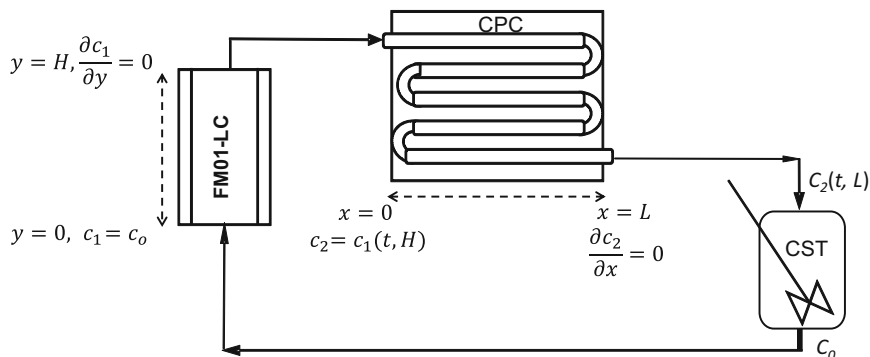 CPC
y = H, ∂c₁/∂y = 0
FM01-LC
C₂(t, L)
x = 0
x = L
y = 0, c₁ = cₒ
c₂= c₁(t, H)
∂c₂/∂x = 0
CST
Cₒ